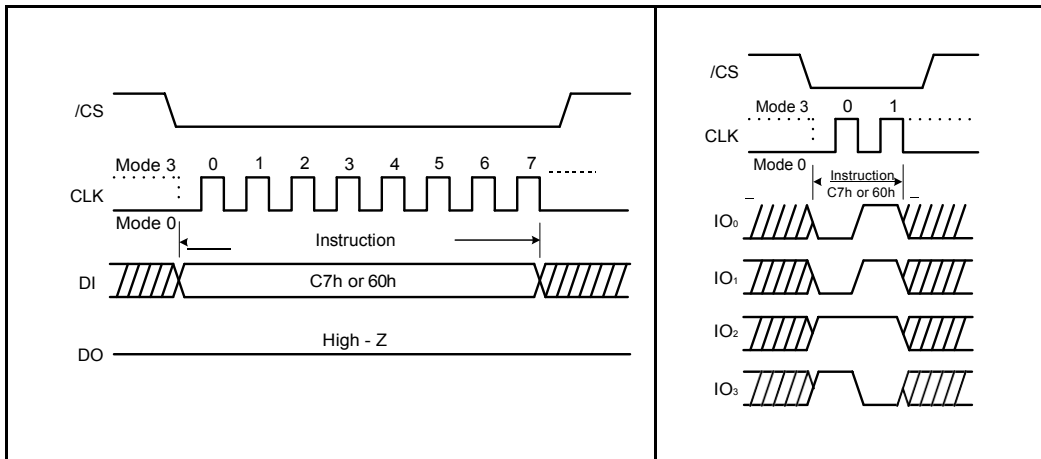 /CS
Mode 3 0 1 2 3 4 5 6 7
CLK
Mode 0
Instruction
DI C7h or 60h
High - Z
DO
/CS
Mode 3 0 1
CLK
Mode 0
Instruction
C7h or 60h
IO₀
IO₁
IO₂
IO₃